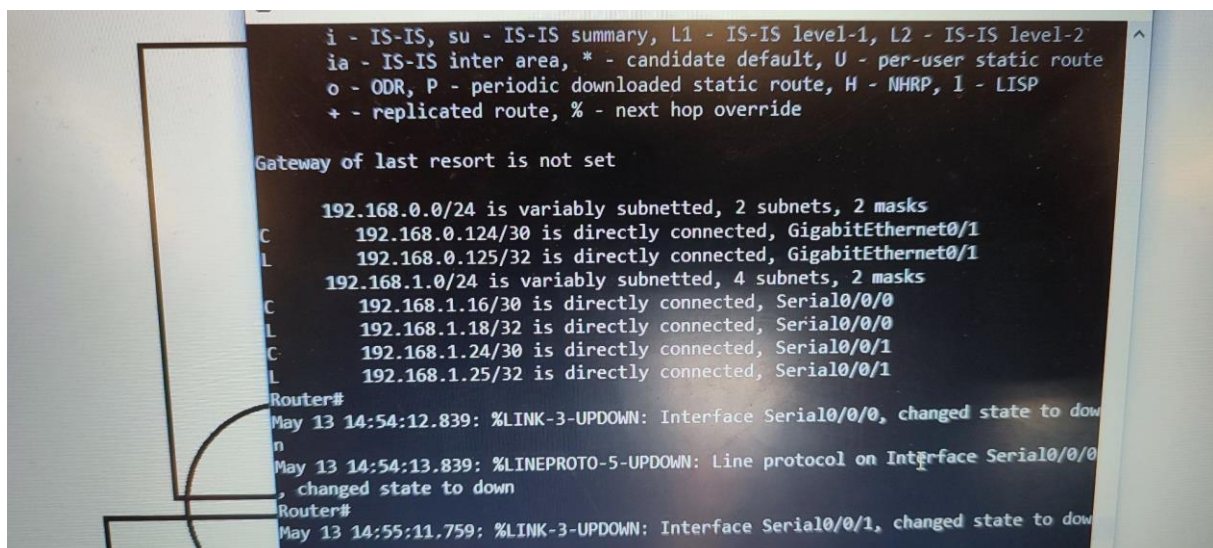 i - IS-IS, su - IS-IS summary, L1 - IS-IS level-1, L2 - IS-IS level-2
ia - IS-IS inter area, * - candidate default, U - per-user static route
o - ODR, P - periodic downloaded static route, H - NHRP, l - LISP
+ - replicated route, % - next hop override
Gateway of last resort is not set
192.168.0.0/24 is variably subnetted, 2 subnets, 2 masks
C 192.168.0.124/30 is directly connected, GigabitEthernet0/1
L 192.168.0.125/32 is directly connected, GigabitEthernet0/1
192.168.1.0/24 is variably subnetted, 4 subnets, 2 masks
C 192.168.1.16/30 is directly connected, Serial0/0/0
L 192.168.1.18/32 is directly connected, Serial0/0/0
C 192.168.1.24/30 is directly connected, Serial0/0/1
L 192.168.1.25/32 is directly connected, Serial0/0/1
Router#
May 13 14:54:12.839: %LINK-3-UPDOWN: Interface Serial0/0/0, changed state to dow
n
May 13 14:54:13.839: %LINEPROTO-5-UPDOWN: Line protocol on Interface Serial0/0/0
, changed state to down
Router#
May 13 14:55:11.759: %LINK-3-UPDOWN: Interface Serial0/0/1, changed state to dow